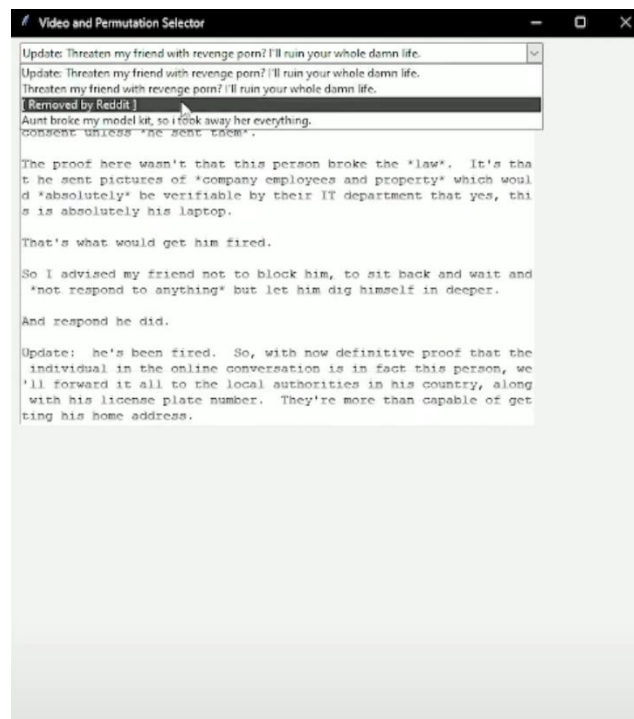 Video and Permutation Selector
Update: Threaten my friend with revenge porn? I'll ruin your whole damn life.
Update: Threaten my friend with revenge porn? I'll ruin your whole damn life.
Threaten my friend with revenge porn? I'll ruin your whole damn life.
[ Removed by Reddit ]
Aunt broke my model kit, so i took away her everything.
consent unless *he sent them*.
The proof here wasn't that this person broke the *law*. It's tha
t he sent pictures of *company employees and property* which woul
d *absolutely* be verifiable by their IT department that yes, thi
s is absolutely his laptop.
That's what would get him fired.
So I advised my friend not to block him, to sit back and wait and
*not respond to anything* but let him dig himself in deeper.
And respond he did.
Update: he's been fired. So, with now definitive proof that the
individual in the online conversation is in fact this person, we
'll forward it all to the local authorities in his country, along
with his license plate number. They're more than capable of get
ting his home address.